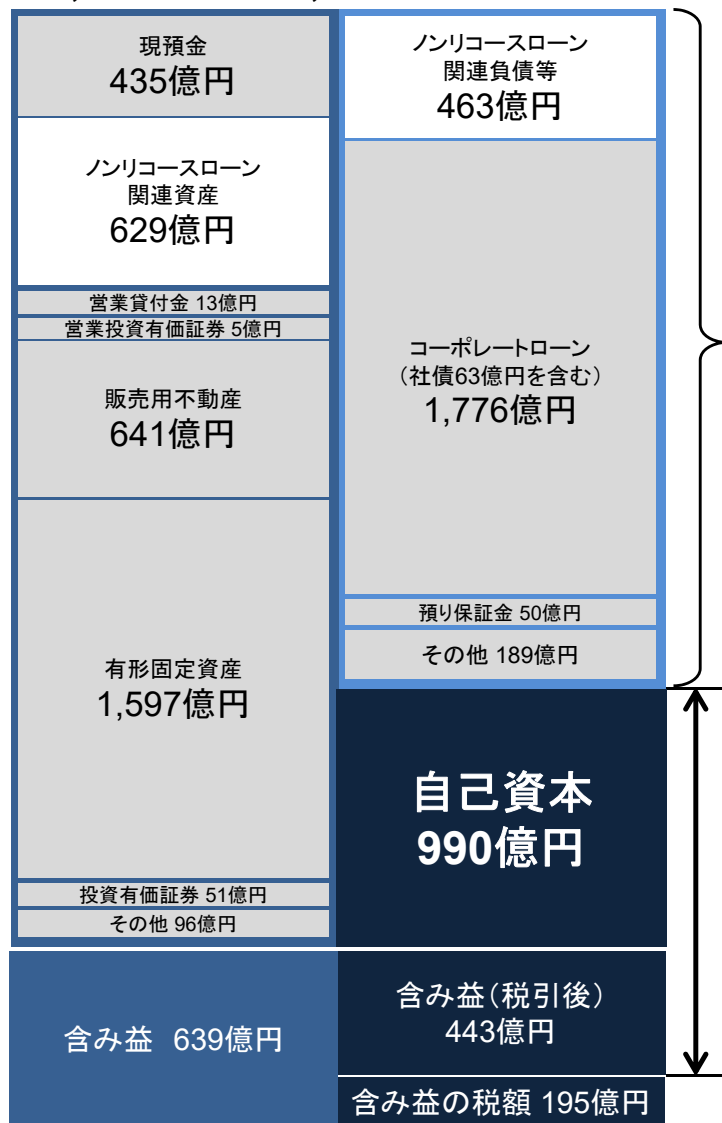 現預金
435億円
ノンリコースローン
関連資産
629億円
営業貸付金 13億円
営業投資有価証券 5億円
販売用不動産
641億円
有形固定資産
1,597億円
投資有価証券 51億円
その他 96億円
含み益 639億円
ノンリコースローン
関連負債等
463億円
コーポレートローン
（社債63億円を含む）
1,776億円
預り保証金 50億円
その他 189億円
自己資本
990億円
含み益（税引後）
443億円
含み益の税額 195億円